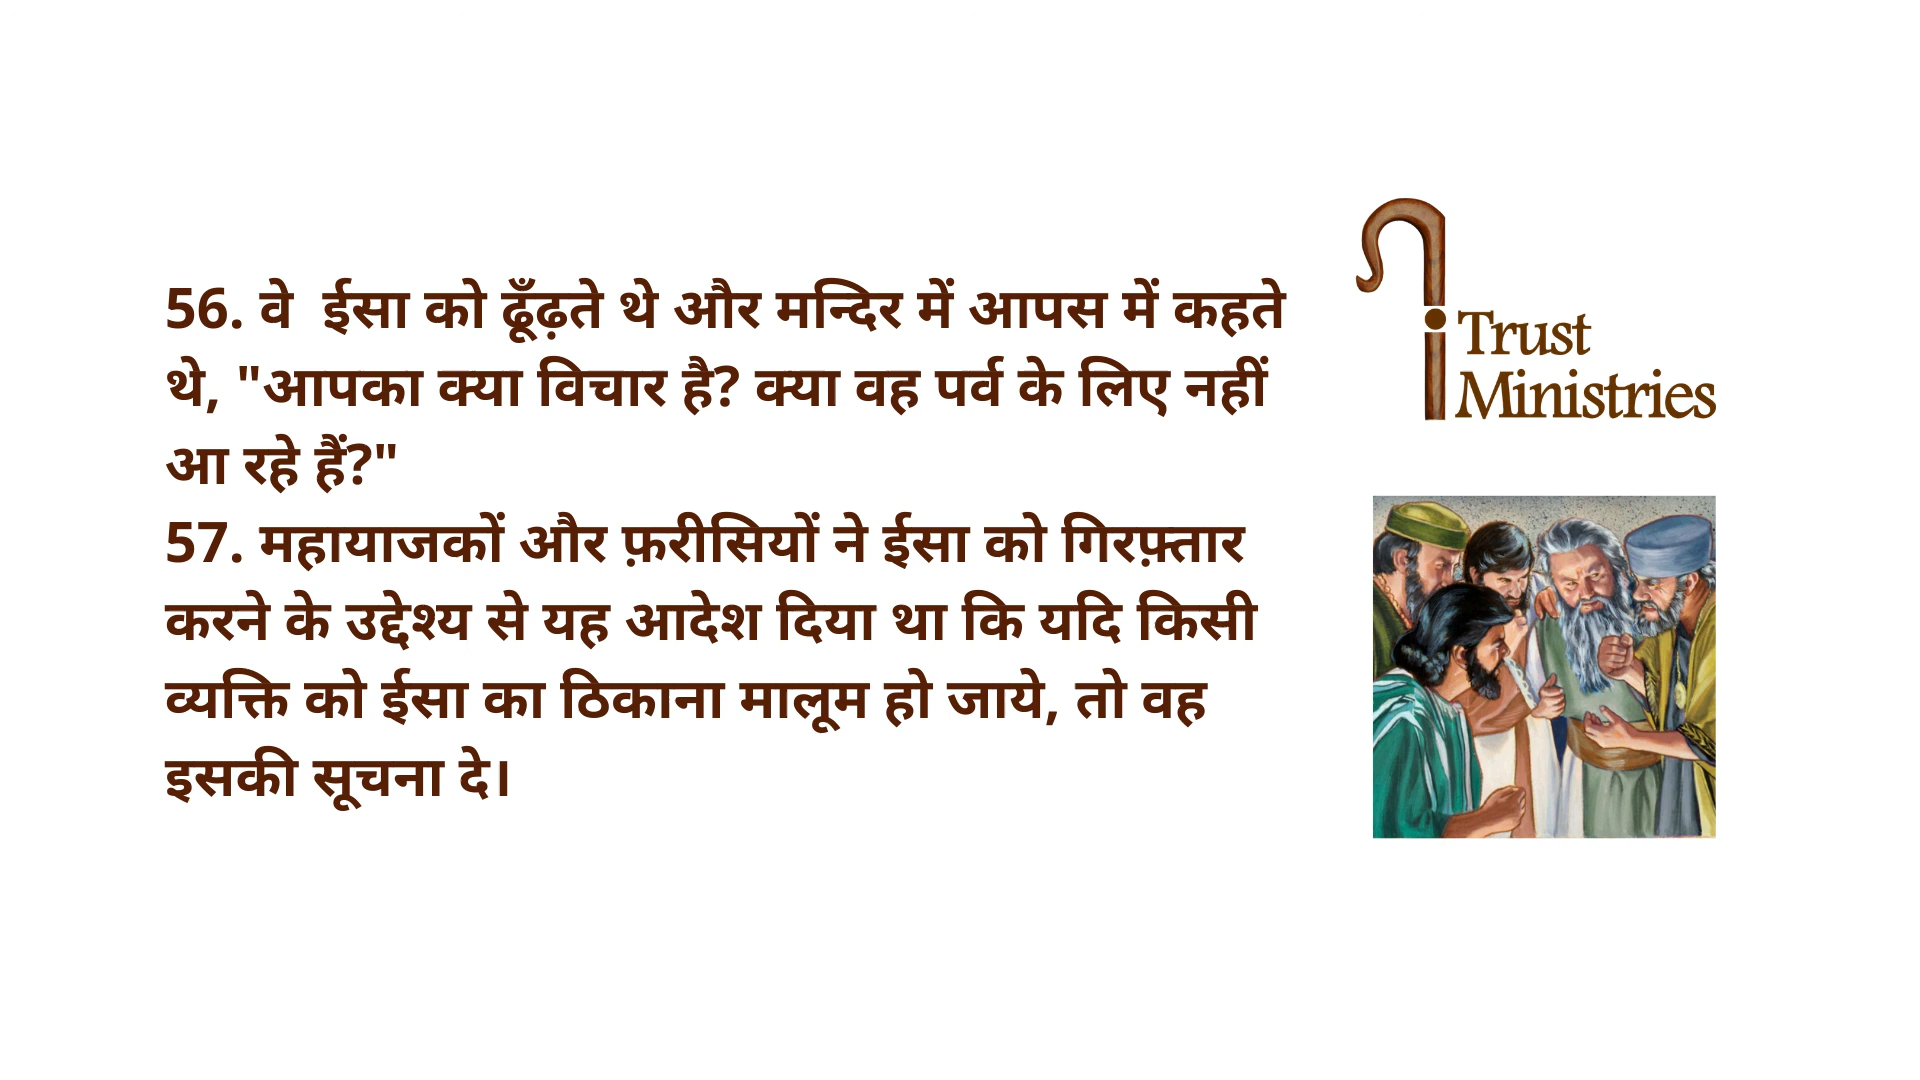 56. वे  ईसा को ढूँढ़ते थे और मन्दिर में आपस में कहते
थे, "आपका क्या विचार है? क्या वह पर्व के लिए नहीं
आ रहे हैं?"
57. महायाजकों और फ़रीसियों ने ईसा को गिरफ़्तार
करने के उद्देश्य से यह आदेश दिया था कि यदि किसी
व्यक्ति को ईसा का ठिकाना मालूम हो जाये, तो वह
इसकी सूचना दे।
Trust
Ministries